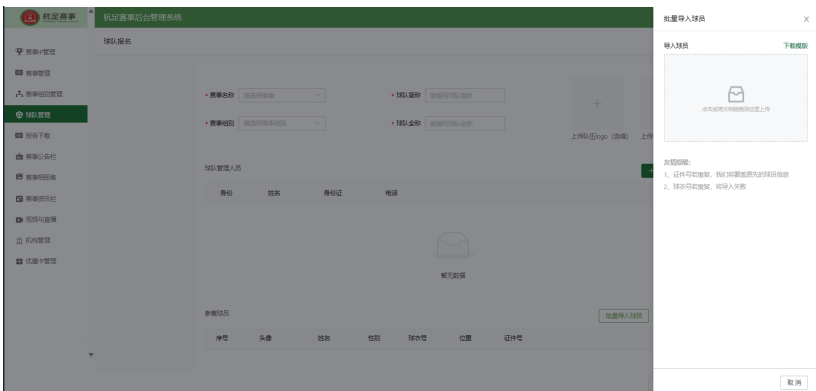 杭足赛事
杭足赛事后台管理系统
赛事IP管理
赛事管理
赛事组别管理
球队管理
报告下载
赛事公告栏
赛事相册集
赛事资讯栏
视频与直播
机构管理
优惠卡管理
球队报名
* 赛事名称 请选择赛事
* 球队简称 请填写球队简称
* 赛事组别 请选择赛事组别
* 球队全称 请填写球队全称
上传队伍logo（选填） 上传
球队管理人员
身份 姓名 身份证 电话
暂无数据
参赛球员
批量导入球员
序号 头像 姓名 性别 球衣号 位置 证件号
批量导入球员
导入球员 下载模版
点击或将文件拖拽到这里上传
友情提醒：
1、证件号若重复，我们将覆盖原先的球员信息
2、球衣号若重复，将导入失败
取消